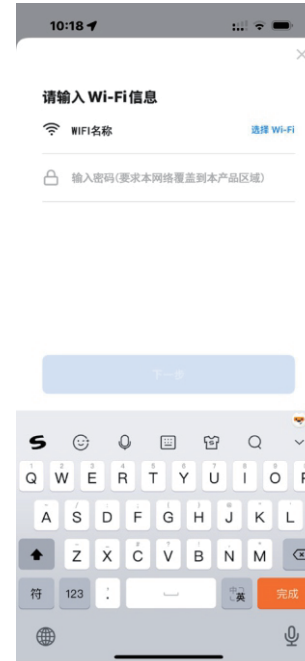 10:18
请输入Wi-Fi信息
WIFI名称 选择 Wi-Fi
输入密码(要求本网络覆盖到本产品区域)
下一步
Q W E R T Y U I O P
A S D F G H J K L
Z X C V B N M
符 123 中英 完成